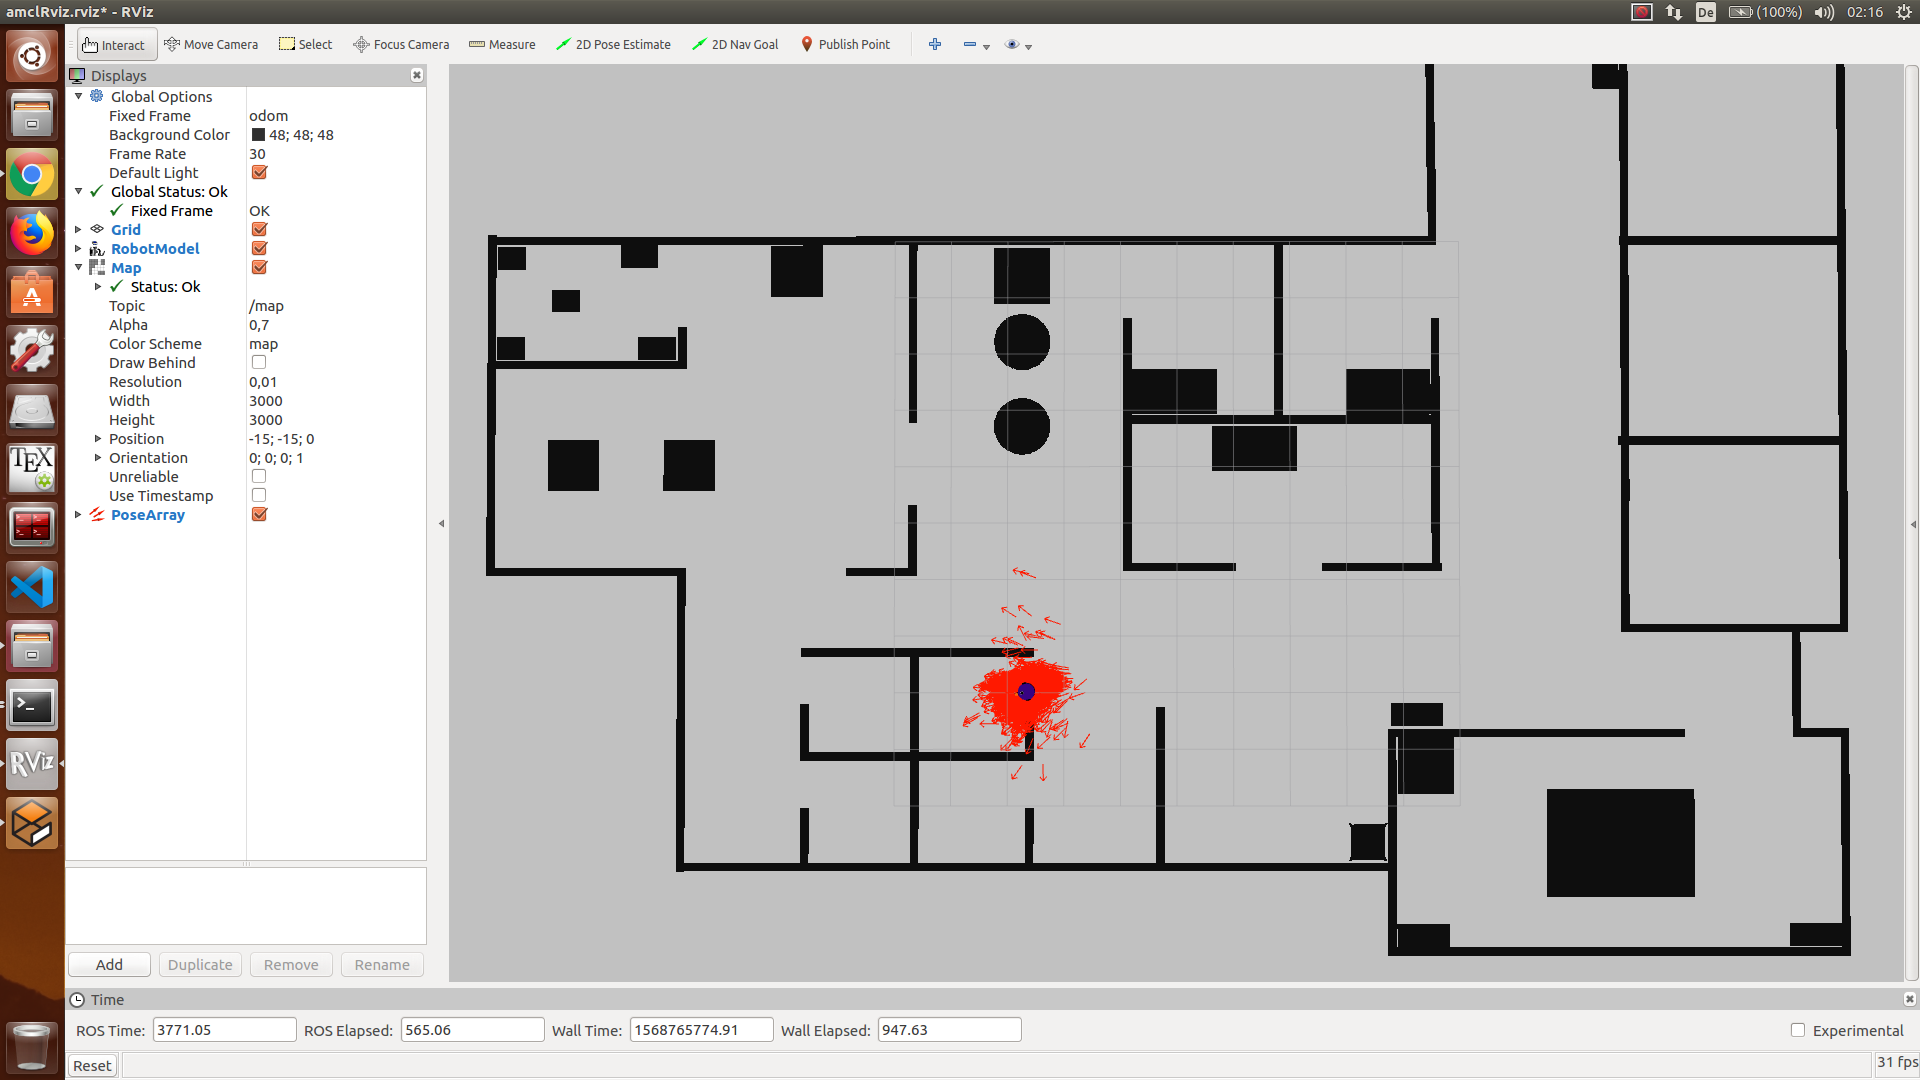 amclRviz.rviz* - RViz
De (100%) 02:16
Interact Move Camera Select Focus Camera Measure 2D Pose Estimate 2D Nav Goal Publish Point
Displays
Global Options
Fixed Frame odom
Background Color 48; 48; 48
Frame Rate 30
Default Light
Global Status: Ok
Fixed Frame OK
Grid
RobotModel
Map
Status: Ok
Topic /map
Alpha 0,7
Color Scheme map
Draw Behind
Resolution 0,01
Width 3000
Height 3000
Position -15; -15; 0
Orientation 0; 0; 0; 1
Unreliable
Use Timestamp
PoseArray
TEX
RViz
Add Duplicate Remove Rename
Time
ROS Time: 3771.05 ROS Elapsed: 565.06 Wall Time: 1568765774.91 Wall Elapsed: 947.63 Experimental
Reset 31 fps